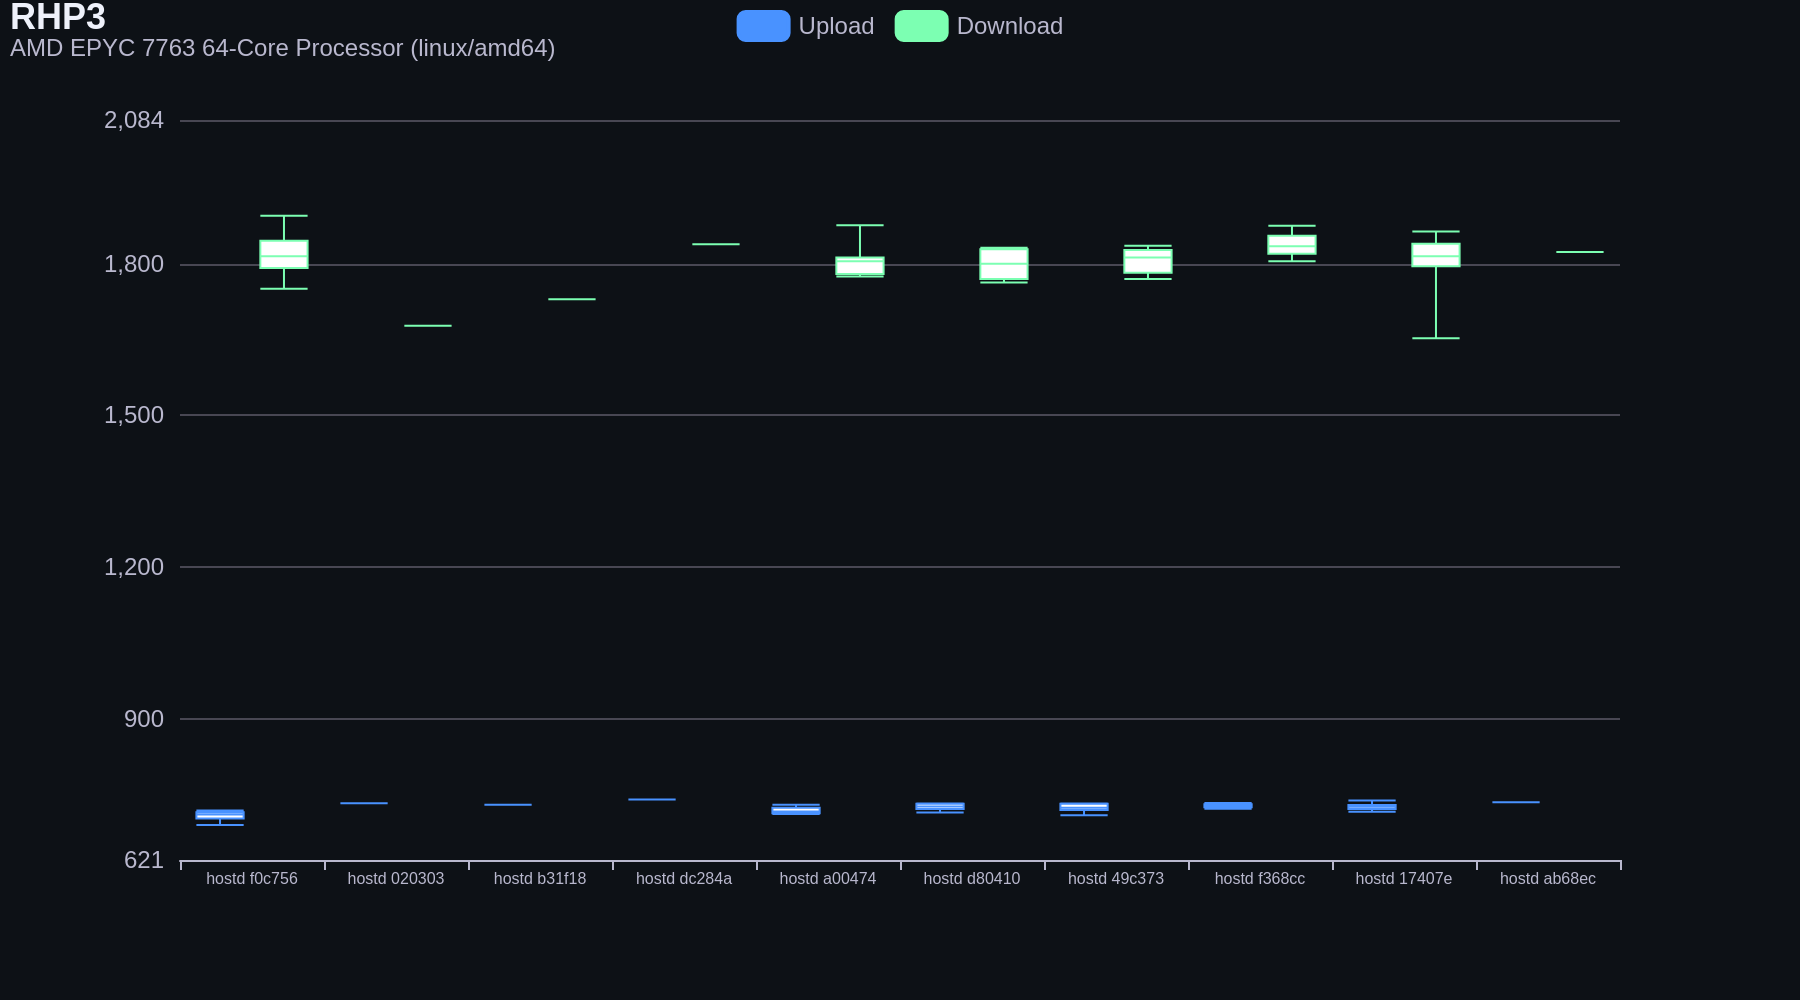 RHP3
AMD EPYC 7763 64-Core Processor (linux/amd64)
Upload
Download
2,084
1,800
1,500
1,200
900
621
hostd f0c756
hostd 020303
hostd b31f18
hostd dc284a
hostd a00474
hostd d80410
hostd 49c373
hostd f368cc
hostd 17407e
hostd ab68ec